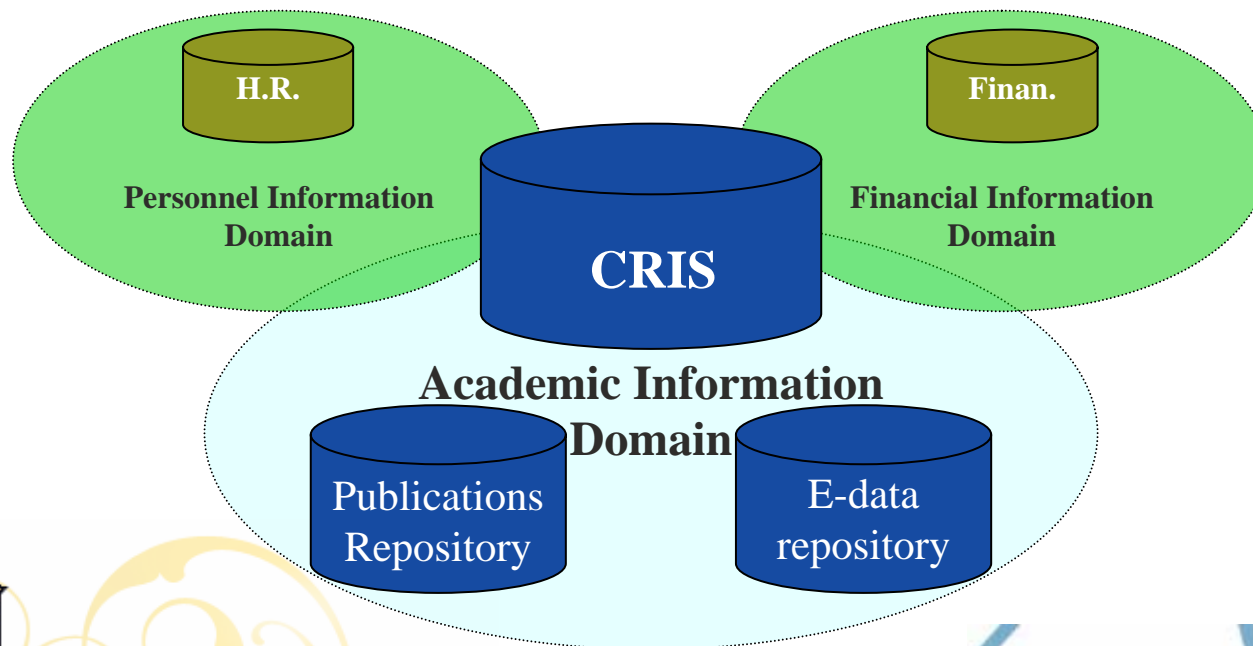 H.R.
Finan.
Personnel Information
Domain
Financial Information
Domain
CRIS
Academic Information
Domain
Publications
Repository
E-data
repository